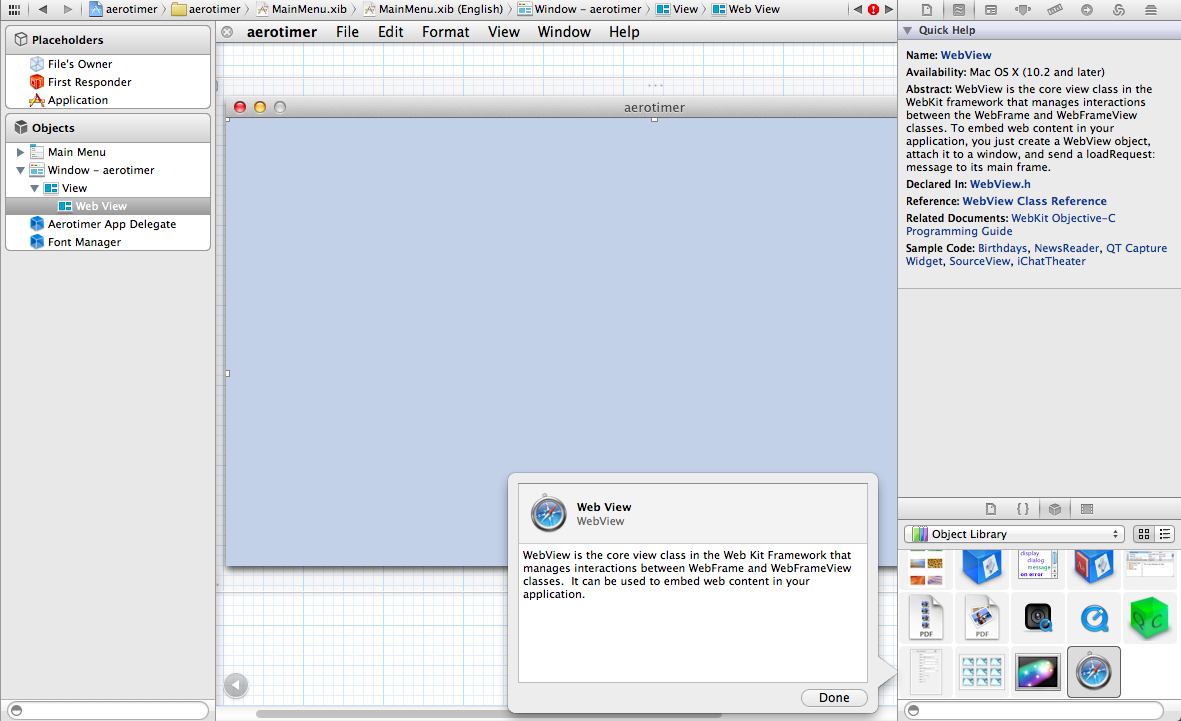 aerotimer
aerotimer
MainMenu.xib
MainMenu.xib (English)
Window - aerotimer
View
Web View
Placeholders
File's Owner
First Responder
Application
Objects
Main Menu
Window - aerotimer
View
Web View
Aerotimer App Delegate
Font Manager
aerotimer File Edit Format View Window Help
aerotimer
Web View
WebView
WebView is the core view class in the Web Kit Framework that
manages interactions between WebFrame and WebFrameView
classes. It can be used to embed web content in your
application.
Done
Quick Help
Name: WebView
Availability: Mac OS X (10.2 and later)
Abstract: WebView is the core view class in the
WebKit framework that manages interactions
between the WebFrame and WebFrameView
classes. To embed web content in your
application, you just create a WebView object,
attach it to a window, and send a loadRequest:
message to its main frame.
Declared In: WebView.h
Reference: WebView Class Reference
Related Documents: WebKit Objective-C
Programming Guide
Sample Code: Birthdays, NewsReader, QT Capture
Widget, SourceView, iChatTheater
{ }
Object Library
display
dialog
message
on error
PDF
PDF
QC